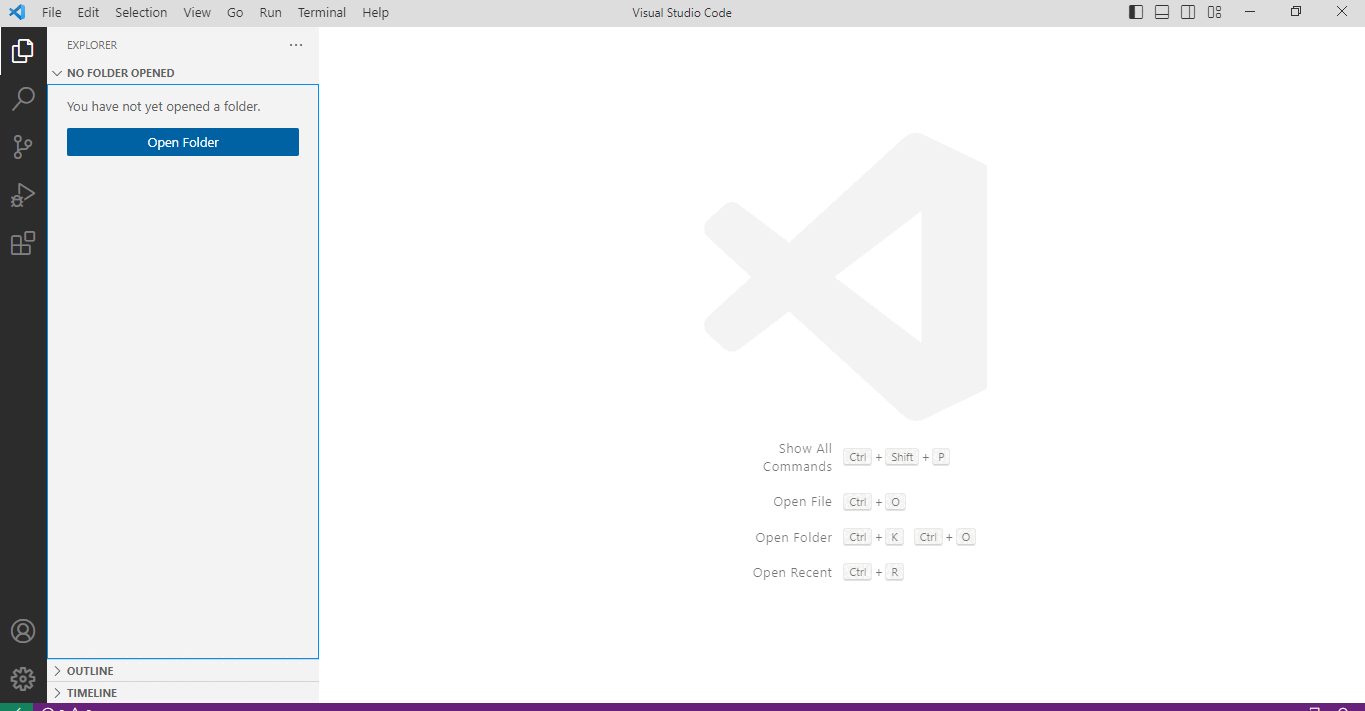 File Edit Selection View Go Run Terminal Help
Visual Studio Code
EXPLORER
NO FOLDER OPENED
You have not yet opened a folder.
Open Folder
Show All
Commands
Ctrl + Shift + P
Open File Ctrl + O
Open Folder Ctrl + K Ctrl + O
Open Recent Ctrl + R
OUTLINE
TIMELINE